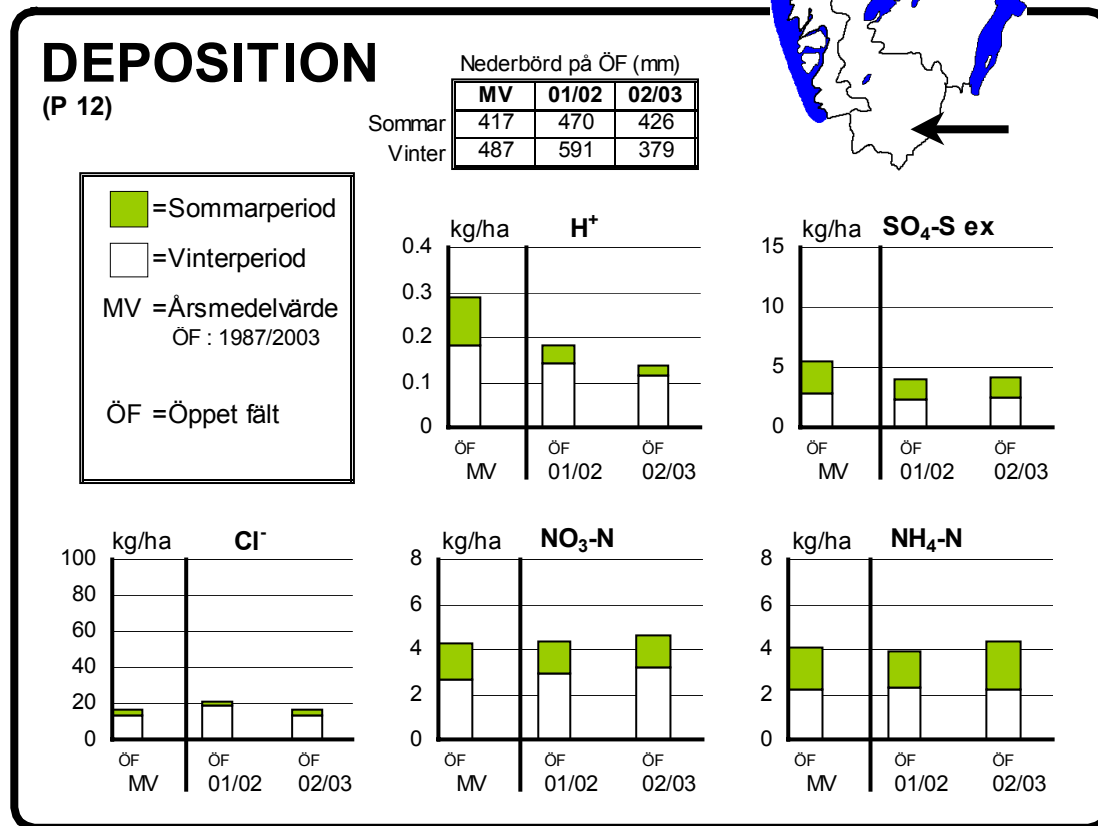 DEPOSITION
(P 12)
Nederbörd på ÖF (mm)
MV 01/02 02/03
Sommar 417 470 426
Vinter 487 591 379
=Sommarperiod
=Vinterperiod
MV =Årsmedelvärde
ÖF : 1987/2003
ÖF =Öppet fält
kg/ha H⁺
0.4
0.3
0.2
0.1
0
ÖF ÖF ÖF
MV 01/02 02/03
kg/ha SO₄-S ex
15
10
5
0
ÖF ÖF ÖF
MV 01/02 02/03
kg/ha Cl⁻
100
80
60
40
20
0
ÖF ÖF ÖF
MV 01/02 02/03
kg/ha NO₃-N
8
6
4
2
0
ÖF ÖF ÖF
MV 01/02 02/03
kg/ha NH₄-N
8
6
4
2
0
ÖF ÖF ÖF
MV 01/02 02/03